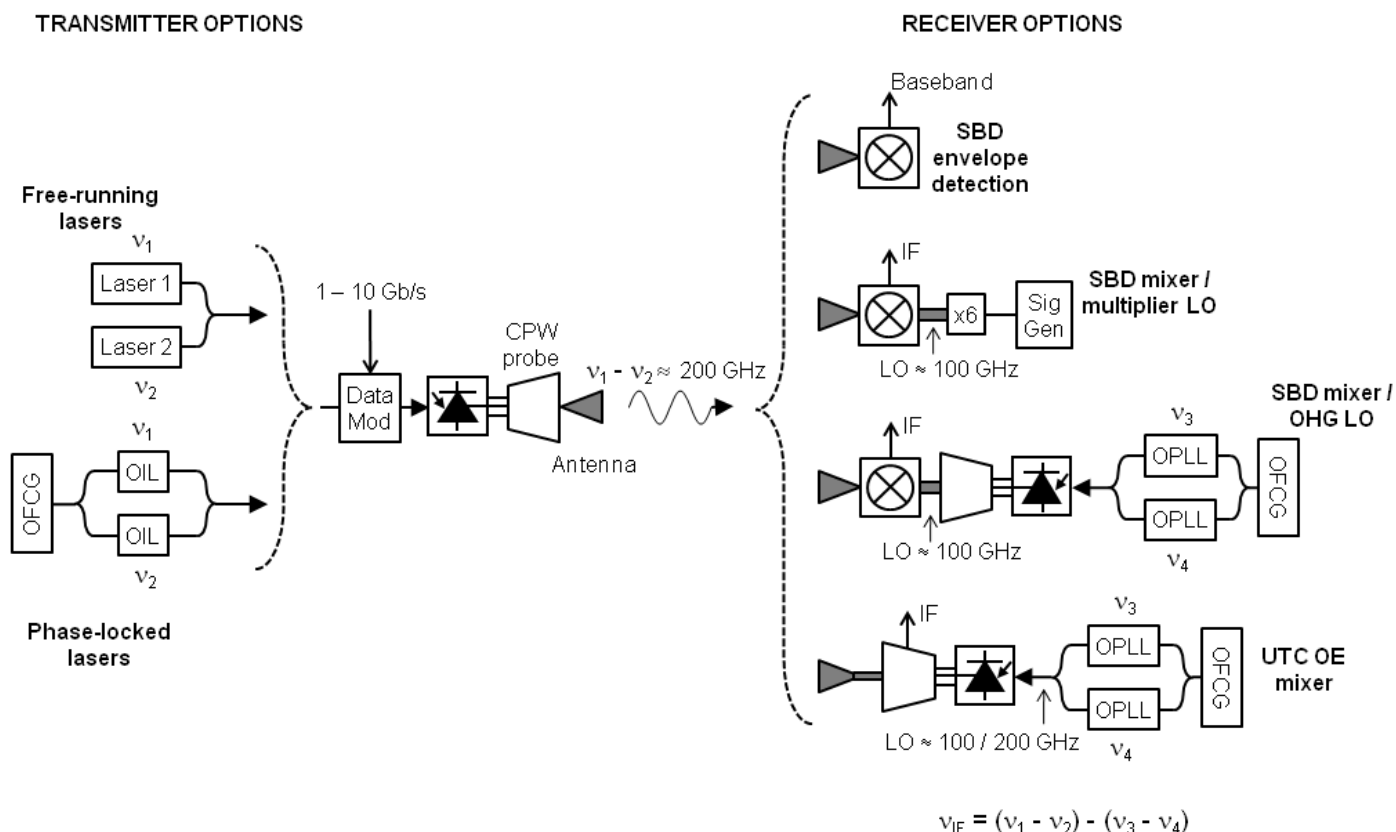 TRANSMITTER OPTIONS
Free-running
lasers
ν1
Laser 1
Laser 2
ν2
ν1
OFCG
OIL
OIL
ν2
Phase-locked
lasers
1 – 10 Gb/s
Data
Mod
CPW
probe
Antenna
ν1 - ν2 ≈ 200 GHz
RECEIVER OPTIONS
Baseband
SBD
envelope
detection
IF
x6
Sig
Gen
SBD mixer /
multiplier LO
LO ≈ 100 GHz
SBD mixer /
OHG LO
IF
ν3
OPLL
OPLL
ν4
OFCG
LO ≈ 100 GHz
IF
ν3
OPLL
OPLL
ν4
OFCG
UTC OE
mixer
LO ≈ 100 / 200 GHz
νIF = (ν1 - ν2) - (ν3 - ν4)